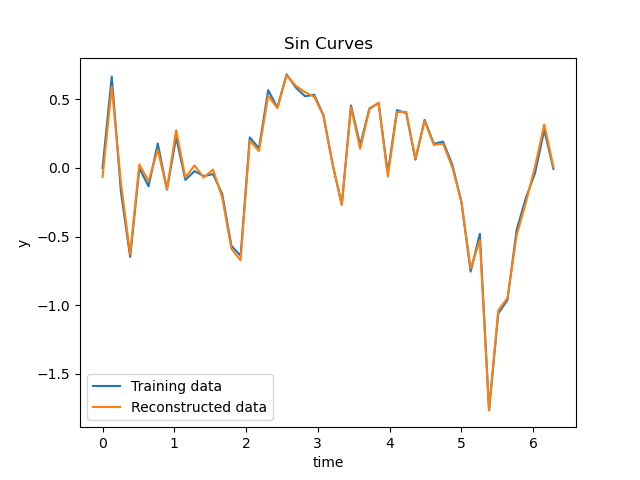 Sin Curves
y
0.5
0.0
−0.5
−1.0
−1.5
Training data
Reconstructed data
0 1 2 3 4 5 6
time